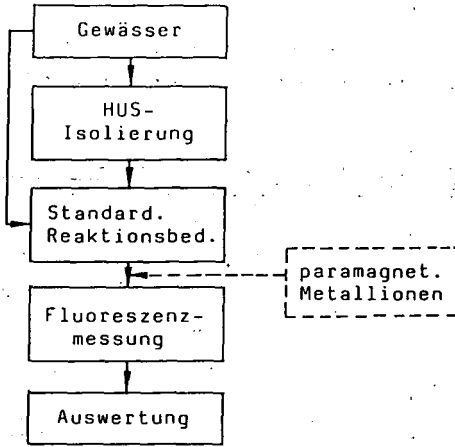 Gewässer
HUS-
Isolierung
Standard.
Reaktionsbed.
paramagnet.
Metallionen
Fluoreszenz-
messung
Auswertung